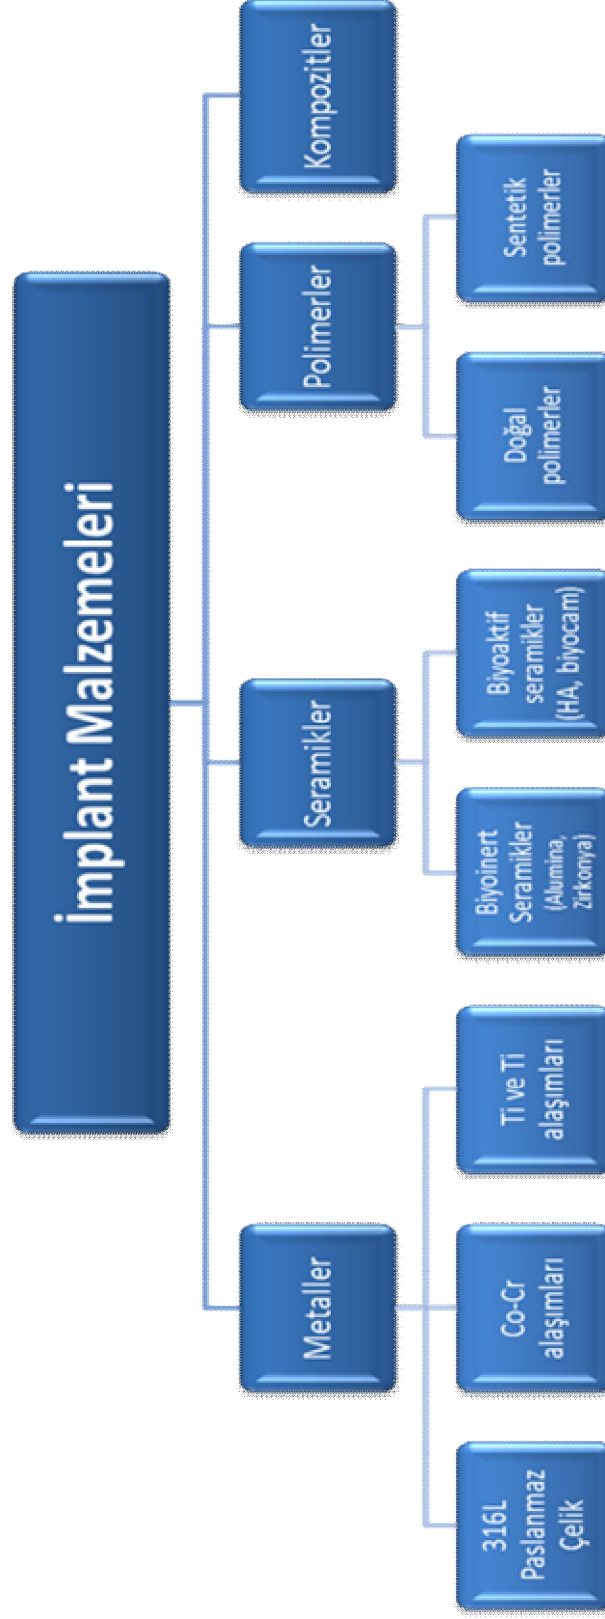 İmplant Malzemeleri
Metaller
Seramikler
Polimerler
Kompozitler
316L
Paslanmaz
Çelik
Co-Cr
alaşımları
Ti ve Ti
alaşımları
Biyoinert
Seramikler
(Alumina,
Zirkonya)
Biyoaktif
seramikler
(HA, biyocam)
Doğal
polimerler
Sentetik
polimerler